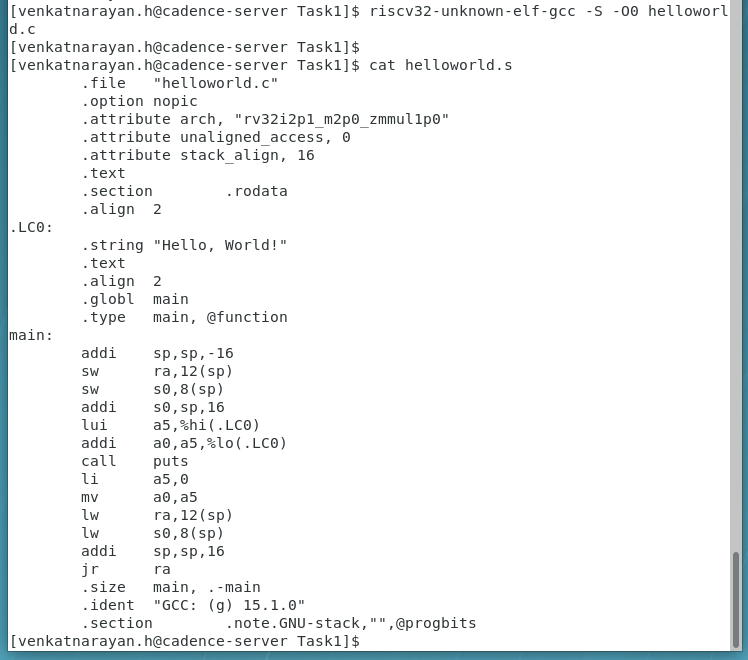 [venkatnarayan.h@cadence-server Task1]$ riscv32-unknown-elf-gcc -S -O0 helloworl
d.c
[venkatnarayan.h@cadence-server Task1]$
[venkatnarayan.h@cadence-server Task1]$ cat helloworld.s
        .file   "helloworld.c"
        .option nopic
        .attribute arch, "rv32i2p1_m2p0_zmmul1p0"
        .attribute unaligned_access, 0
        .attribute stack_align, 16
        .text
        .section        .rodata
        .align  2
.LC0:
        .string "Hello, World!"
        .text
        .align  2
        .globl  main
        .type   main, @function
main:
        addi    sp,sp,-16
        sw      ra,12(sp)
        sw      s0,8(sp)
        addi    s0,sp,16
        lui     a5,%hi(.LC0)
        addi    a0,a5,%lo(.LC0)
        call    puts
        li      a5,0
        mv      a0,a5
        lw      ra,12(sp)
        lw      s0,8(sp)
        addi    sp,sp,16
        jr      ra
        .size   main, .-main
        .ident  "GCC: (g) 15.1.0"
        .section        .note.GNU-stack,"",@progbits
[venkatnarayan.h@cadence-server Task1]$